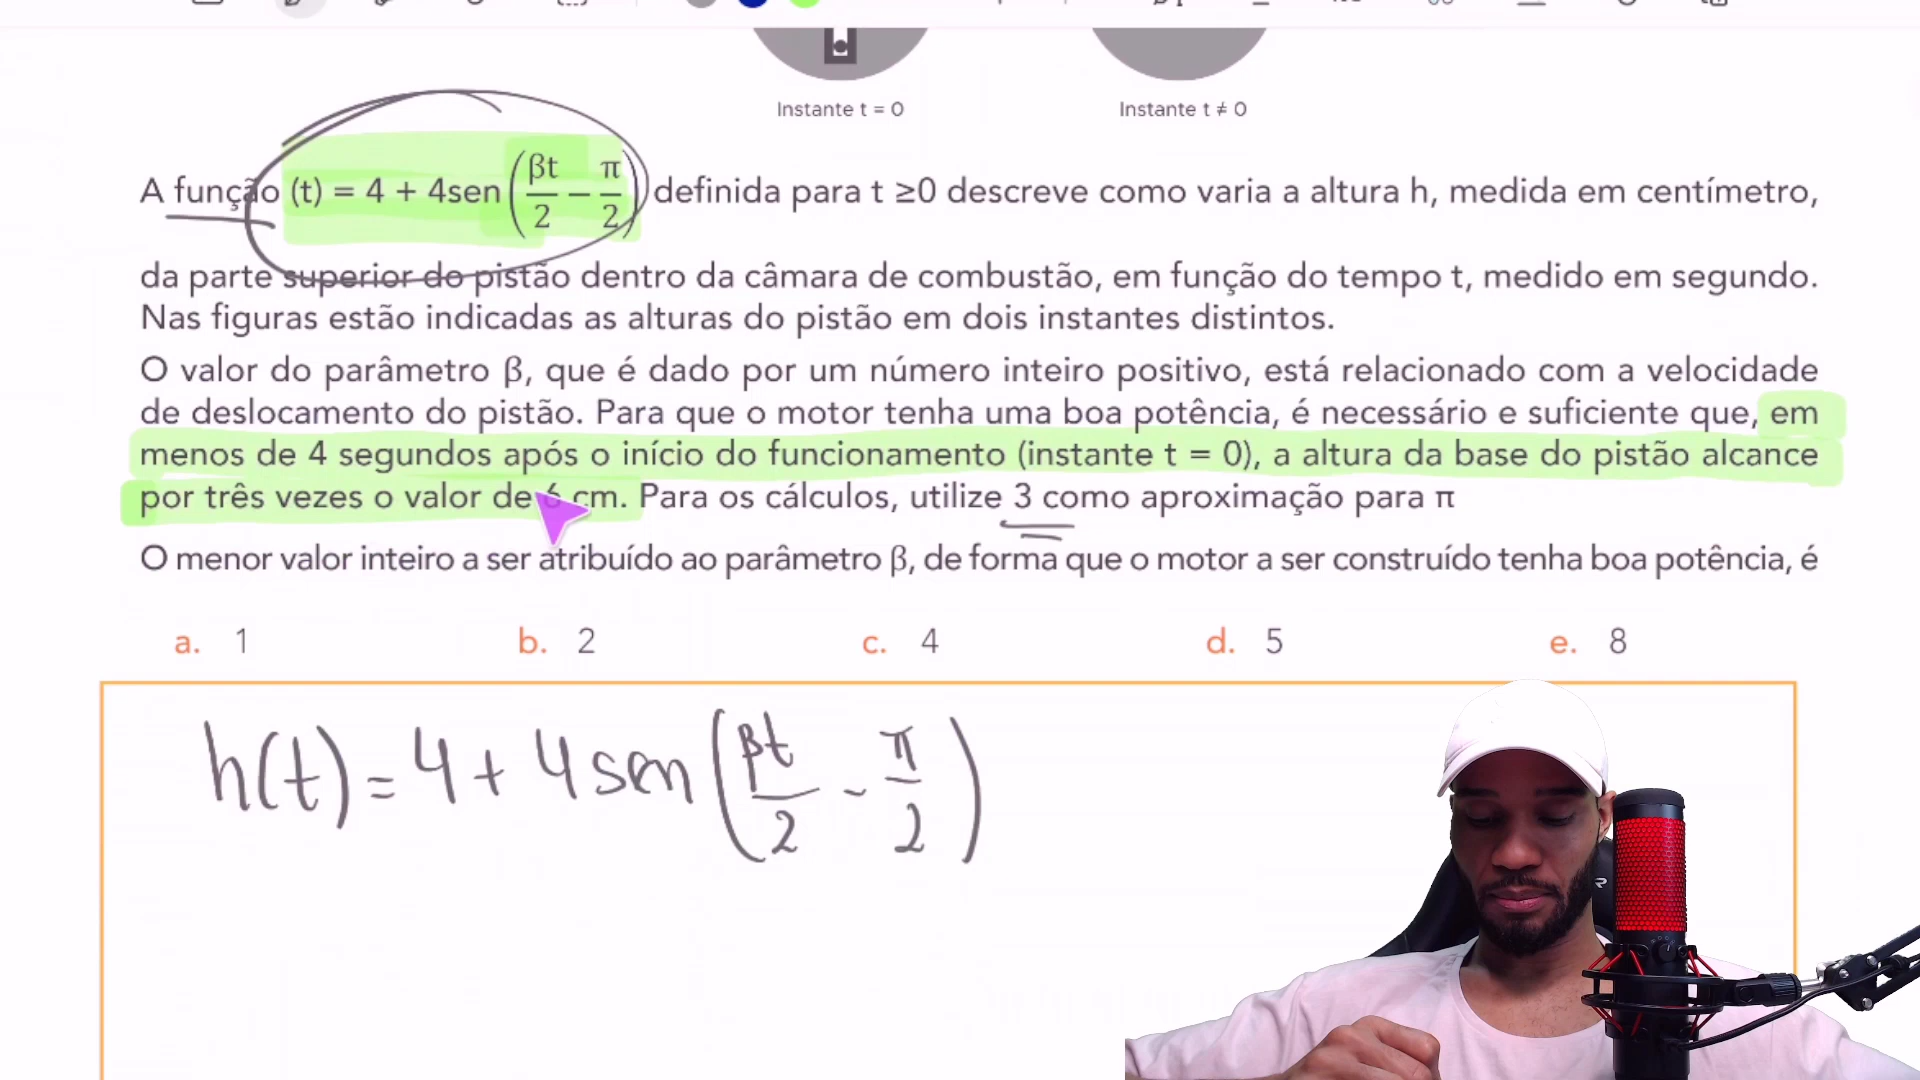 Instante t = 0
Instante t ≠ 0
A função (t) = 4 + 4sen(βt/2 − π/2) definida para t ≥0 descreve como varia a altura h, medida em centímetro,
da parte superior do pistão dentro da câmara de combustão, em função do tempo t, medido em segundo.
Nas figuras estão indicadas as alturas do pistão em dois instantes distintos.
O valor do parâmetro β, que é dado por um número inteiro positivo, está relacionado com a velocidade
de deslocamento do pistão. Para que o motor tenha uma boa potência, é necessário e suficiente que, em
menos de 4 segundos após o início do funcionamento (instante t = 0), a altura da base do pistão alcance
por três vezes o valor de 6 cm. Para os cálculos, utilize 3 como aproximação para π
O menor valor inteiro a ser atribuído ao parâmetro β, de forma que o motor a ser construído tenha boa potência, é
a. 1 b. 2 c. 4 d. 5 e. 8
h(t) = 4 + 4 sen(βt/2 - π/2)